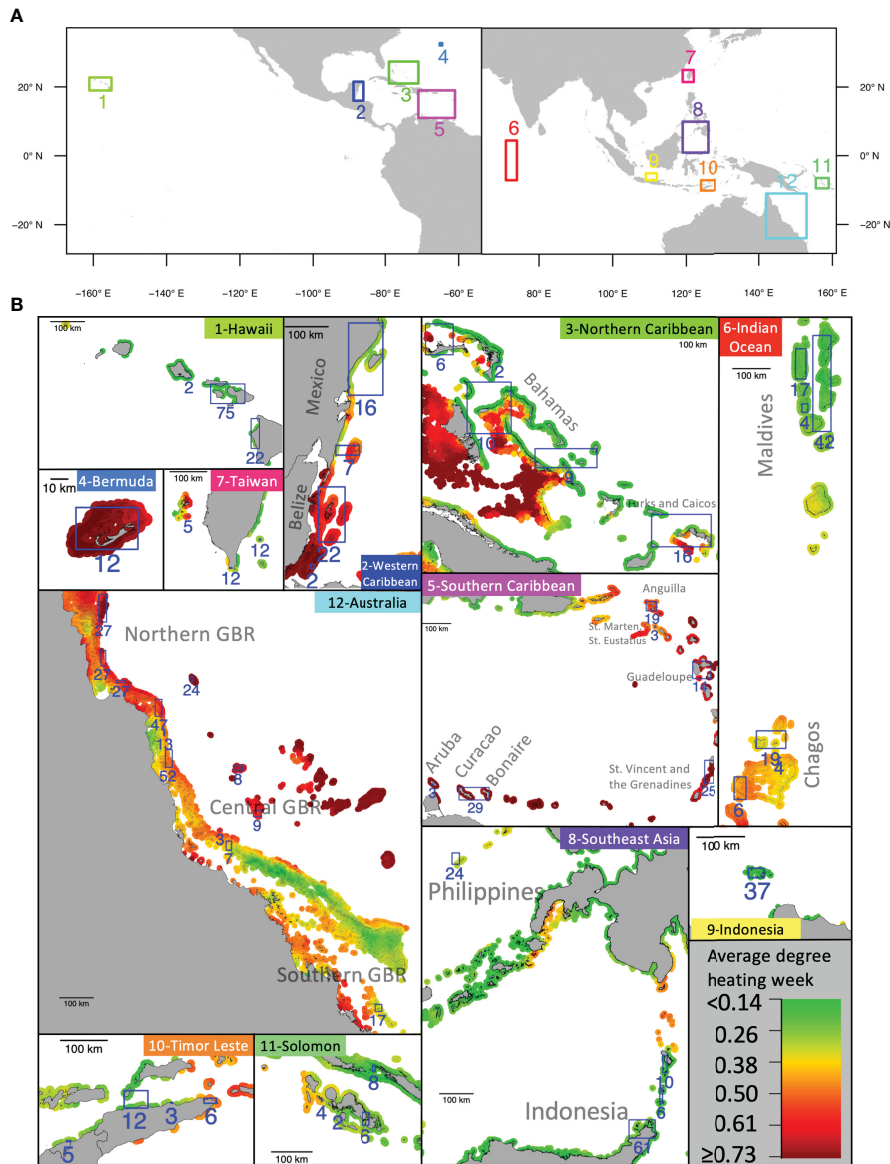 A
20° N
0° N
−20° N
20° N
0° N
−20° N
1
2
3
4
5
6
7
8
9
10
11
12
−160° E
−140° E
−120° E
−100° E
−80° E
−60° E
80° E
100° E
120° E
140° E
160° E
B
100 km
1-Hawaii
2
75
22
100 km
Mexico
16
7
Belize
22
2
2-Western
Caribbean
3-Northern Caribbean
100 km
6
2
Bahamas
10
9
Turks and Caicos
16
6-Indian
Ocean
100 km
17
4
42
Maldives
19
4
6
Chagos
10 km
4-Bermuda
12
100 km
7-Taiwan
5
12
12
12-Australia
27
Northern GBR
27
27
24
47
13
52
8
Central GBR
9
3
7
Southern GBR
17
100 km
5-Southern Caribbean
100 km
Anguilla
19
St. Marten,
St. Eustatius
3
Guadeloupe
Aruba
3
Curacao
Bonaire
29
St. Vincent and
the Grenadines
25
8-Southeast Asia
24
Philippines
100 km
10
6
Indonesia
67
100 km
37
9-Indonesia
Average degree
heating week
<0.14
0.26
0.38
0.50
0.61
≥0.73
100 km
10-Timor Leste
12
3
6
5
11-Solomon
8
4
2
6
100 km